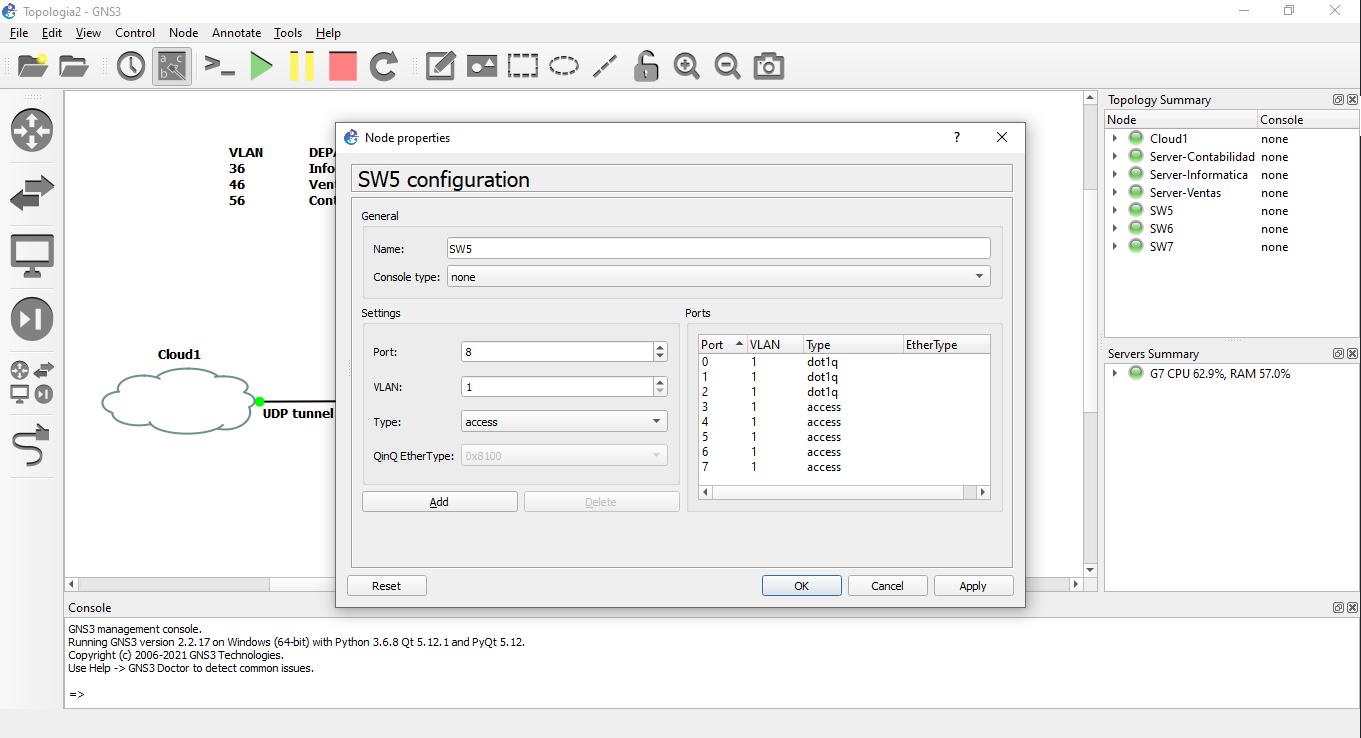 Topologia2 - GNS3
File Edit View Control Node Annotate Tools Help
VLAN DEPA
36 Info
46 Vent
56 Cont
Cloud1
UDP tunnel
Node properties
?
SW5 configuration
General
Name: SW5
Console type: none
Settings
Port: 8
VLAN: 1
Type: access
QinQ EtherType: 0x8100
Add Delete
Ports
Port VLAN Type EtherType
0 1 dot1q
1 1 dot1q
2 1 dot1q
3 1 access
4 1 access
5 1 access
6 1 access
7 1 access
Reset OK Cancel Apply
Topology Summary
Node Console
Cloud1 none
Server-Contabilidad none
Server-Informatica none
Server-Ventas none
SW5 none
SW6 none
SW7 none
Servers Summary
G7 CPU 62.9%, RAM 57.0%
Console
GNS3 management console.
Running GNS3 version 2.2.17 on Windows (64-bit) with Python 3.6.8 Qt 5.12.1 and PyQt 5.12.
Copyright (c) 2006-2021 GNS3 Technologies.
Use Help -> GNS3 Doctor to detect common issues.
=>